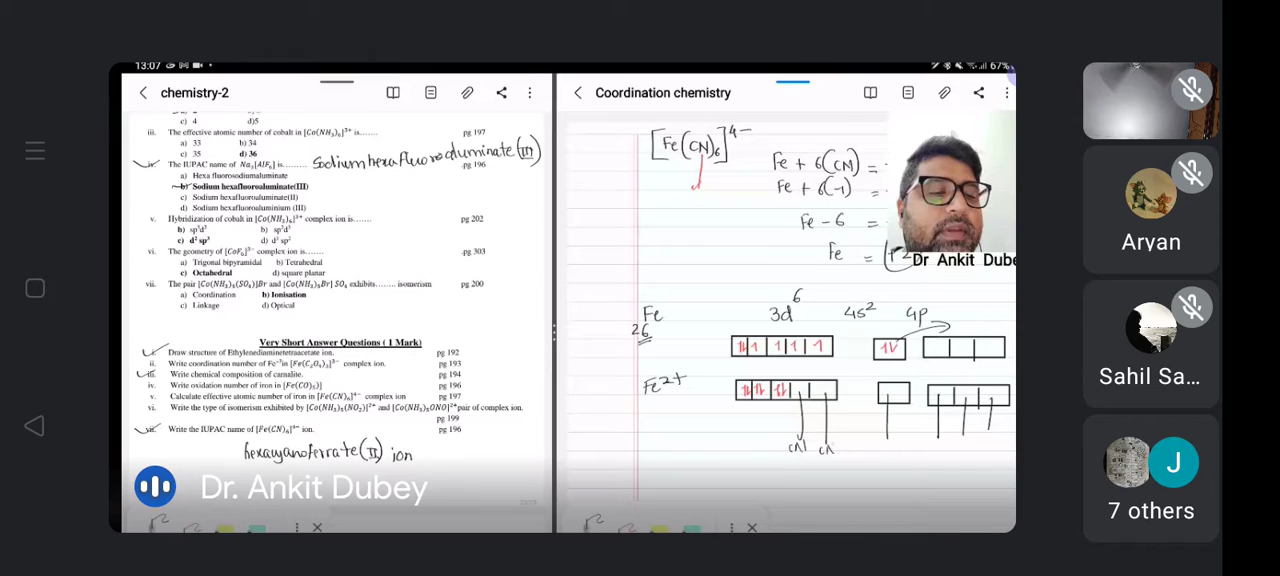 13:07
67%
chemistry-2
Coordination chemistry
c) 4 d)5
iii. The effective atomic number of cobalt in [Co(NH₃)₆]³⁺ is....... pg 197
a) 33 b) 34
c) 35 d) 36
iv. The IUPAC name of Na₃[AlF₆] is......... Sodium hexafluoroaluminate (III) pg 196
a) Hexa fluorosodiumaluminate
b) Sodium hexafluoroaluminate(III)
c) Sodium hexafluoroaluminate(II)
d) Sodium hexafluoroaluminium (III)
v. Hybridization of cobalt in [Co(NH₃)₆]³⁺ complex ion is....... pg 202
b) sp³d³ b) sp³d²
c) d² sp³ d) d² sp²
vi. The geometry of [CoF₆]³⁻ complex ion is....... pg 303
a) Trigonal bipyramidal b) Tetrahedral
c) Octahedral d) square planar
vii. The pair [Co(NH₃)₅(SO₄)]Br and [Co(NH₃)₅Br] SO₄ exhibits....... isomerism pg 200
a) Coordination b) Ionisation
c) Linkage d) Optical
Very Short Answer Questions ( 1 Mark)
i. Draw structure of Ethylenediaminetetraacetate ion. pg 192
ii. Write coordination number of Fe⁺³in [Fe(C₂O₄)₃]³⁻ complex ion. pg 193
iii. Write chemical composition of carnalite. pg 194
iv. Write oxidation number of iron in [Fe(CO)₅] pg 196
v. Calculate effective atomic number of iron in [Fe(CN)₆]⁴⁻ complex ion pg 197
vi. Write the type of isomerism exhibited by [Co(NH₃)₅(NO₂)]²⁺ and [Co(NH₃)₅ONO]²⁺pair of complex ion.
pg 199
vii. Write the IUPAC name of [Fe(CN)₆]⁴⁻ ion. pg 196
hexacyanoferrate (II) ion
[Fe(CN)₆]⁴⁻
Fe + 6(CN) =
Fe + 6(-1) =
Fe - 6 =
Fe =
Fe 3d⁶ 4s² 4p
26
Fe2+
CN CN
Dr Ankit Dube
Dr. Ankit Dubey
Aryan
Sahil Sa...
J
7 others